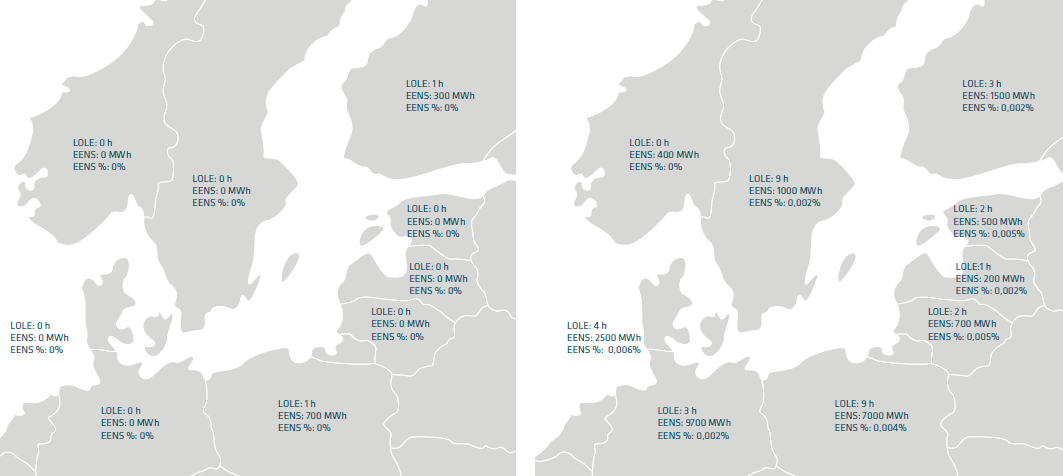 LOLE: 1 h
EENS: 300 MWh
EENS %: 0%
LOLE: 0 h
EENS: 0 MWh
EENS %: 0%
LOLE: 0 h
EENS: 0 MWh
EENS %: 0%
LOLE: 0 h
EENS: 0 MWh
EENS %: 0%
LOLE: 0 h
EENS: 0 MWh
EENS %: 0%
LOLE: 0 h
EENS: 0 MWh
EENS %: 0%
LOLE: 0 h
EENS: 0 MWh
EENS %: 0%
LOLE: 0 h
EENS: 0 MWh
EENS %: 0%
LOLE: 1 h
EENS: 700 MWh
EENS %: 0%
LOLE: 3 h
EENS: 1500 MWh
EENS %: 0,002%
LOLE: 0 h
EENS: 400 MWh
EENS %: 0%
LOLE: 9 h
EENS: 1000 MWh
EENS %: 0,002%
LOLE: 2 h
EENS: 500 MWh
EENS %: 0,005%
LOLE:1 h
EENS: 200 MWh
EENS %: 0,002%
LOLE: 2 h
EENS: 700 MWh
EENS %: 0,005%
LOLE: 4 h
EENS: 2500 MWh
EENS %: 0,006%
LOLE: 3 h
EENS: 9700 MWh
EENS %: 0,002%
LOLE: 9 h
EENS: 7000 MWh
EENS %: 0,004%